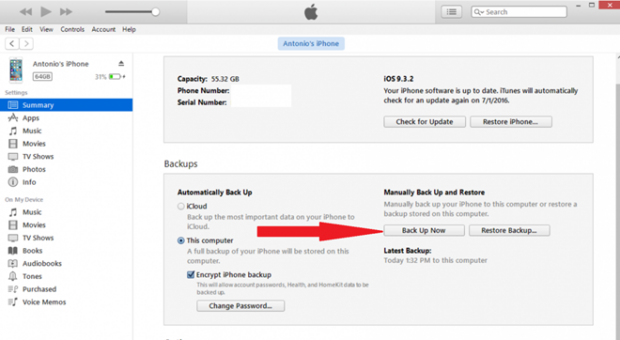 Search
File Edit View Controls Account Help
Antonio's iPhone
Antonio's iPhone
64GB 31%
Settings
Summary
Apps
Music
Movies
TV Shows
Photos
Info
On My Device
Music
Movies
TV Shows
Books
Audiobooks
Tones
Purchased
Voice Memos
Capacity: 55.32 GB
Phone Number:
Serial Number:
iOS 9.3.2
Your iPhone software is up to date. iTunes will automatically
check for an update again on 7/1/2016.
Check for Update Restore iPhone...
Backups
Automatically Back Up
iCloud
Back up the most important data on your iPhone to
iCloud.
This computer
A full backup of your iPhone will be stored on this
computer.
Encrypt iPhone backup
This will allow account passwords, Health, and HomeKit data to be
backed up.
Change Password...
Manually Back Up and Restore
Manually back up your iPhone to this computer or restore a
backup stored on this computer.
Back Up Now Restore Backup...
Latest Backup:
Today 1:32 PM to this computer